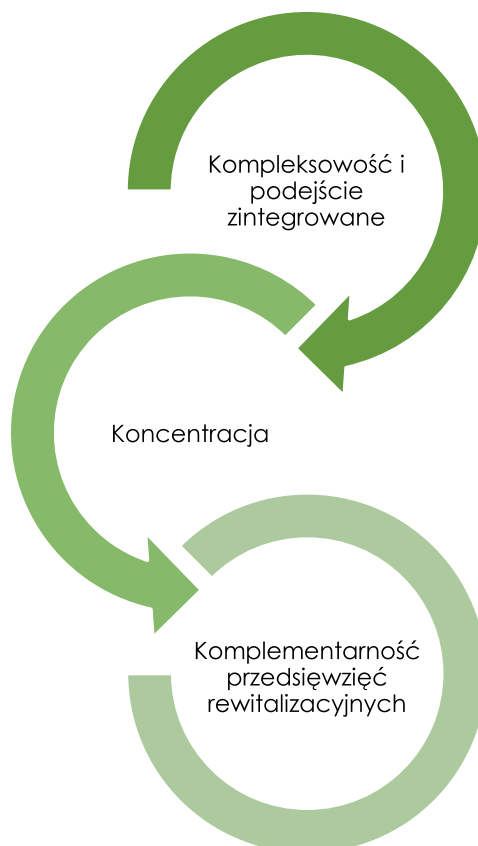 Kompleksowość i
podejście
zintegrowane
Koncentracja
Komplementarność
przedsięwzięć
rewitalizacyjnych